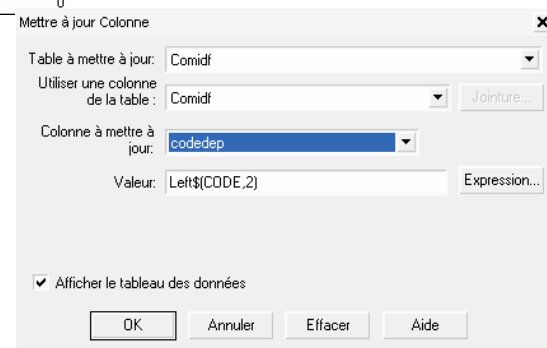 Mettre à jour Colonne
Table à mettre à jour: Comidf
Utiliser une colonne de la table : Comidf Jointure...
Colonne à mettre à jour: codedep
Valeur: Left$(CODE,2) Expression...
Afficher le tableau des données
OK Annuler Effacer Aide